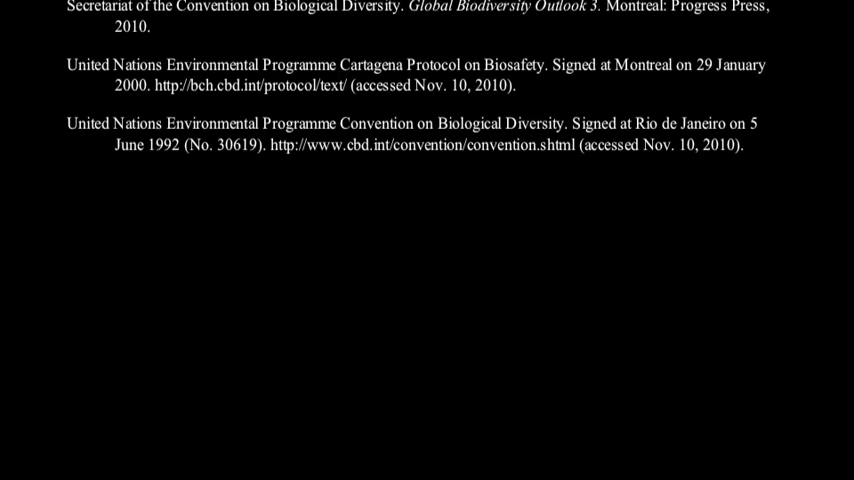 Secretariat of the Convention on Biological Diversity. Global Biodiversity Outlook 3. Montreal: Progress Press,
2010.
United Nations Environmental Programme Cartagena Protocol on Biosafety. Signed at Montreal on 29 January
2000. http://bch.cbd.int/protocol/text/ (accessed Nov. 10, 2010).
United Nations Environmental Programme Convention on Biological Diversity. Signed at Rio de Janeiro on 5
June 1992 (No. 30619). http://www.cbd.int/convention/convention.shtml (accessed Nov. 10, 2010).